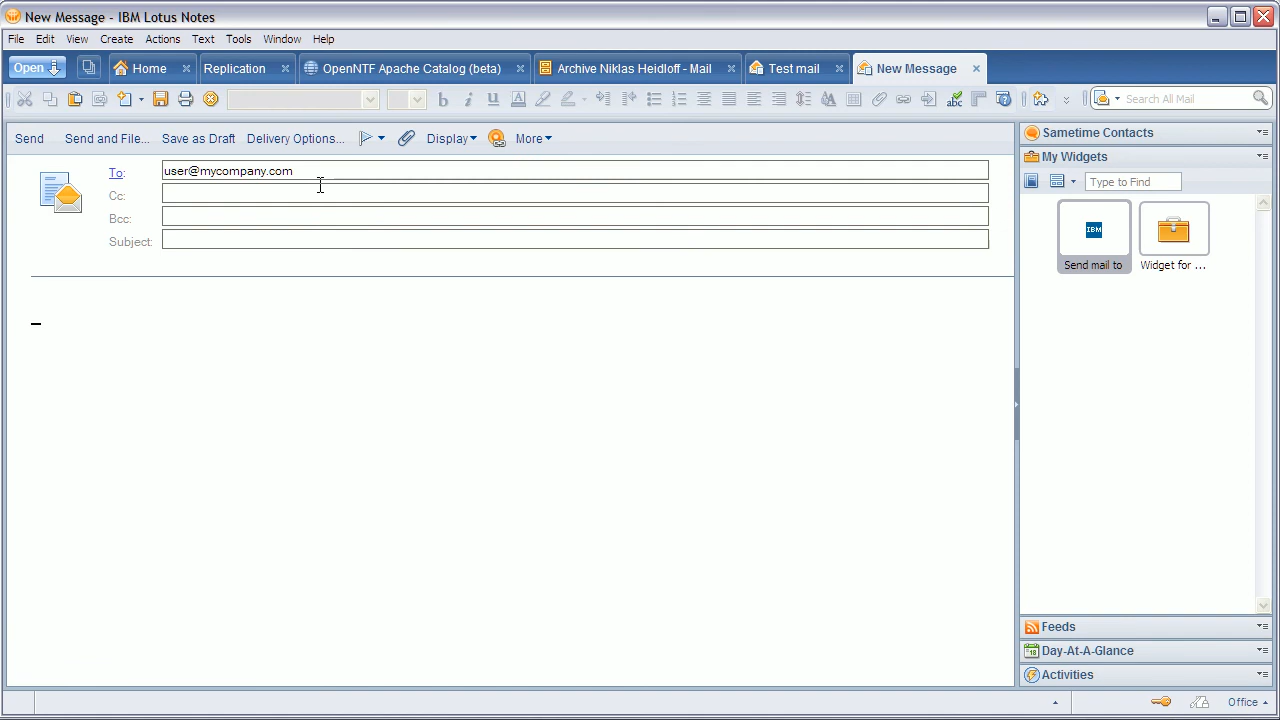 New Message - IBM Lotus Notes
File Edit View Create Actions Text Tools Window Help
Open Home Replication OpenNTF Apache Catalog (beta) Archive Niklas Heidloff - Mail Test mail New Message
b i u A AA Search All Mail
Send Send and File... Save as Draft Delivery Options... Display More
Sametime Contacts
To: user@mycompany.com
My Widgets
Cc:
Type to Find
Bcc:
IBM
Subject:
Send mail to Widget for ...
Feeds
18 Day-At-A-Glance
Activities
Office